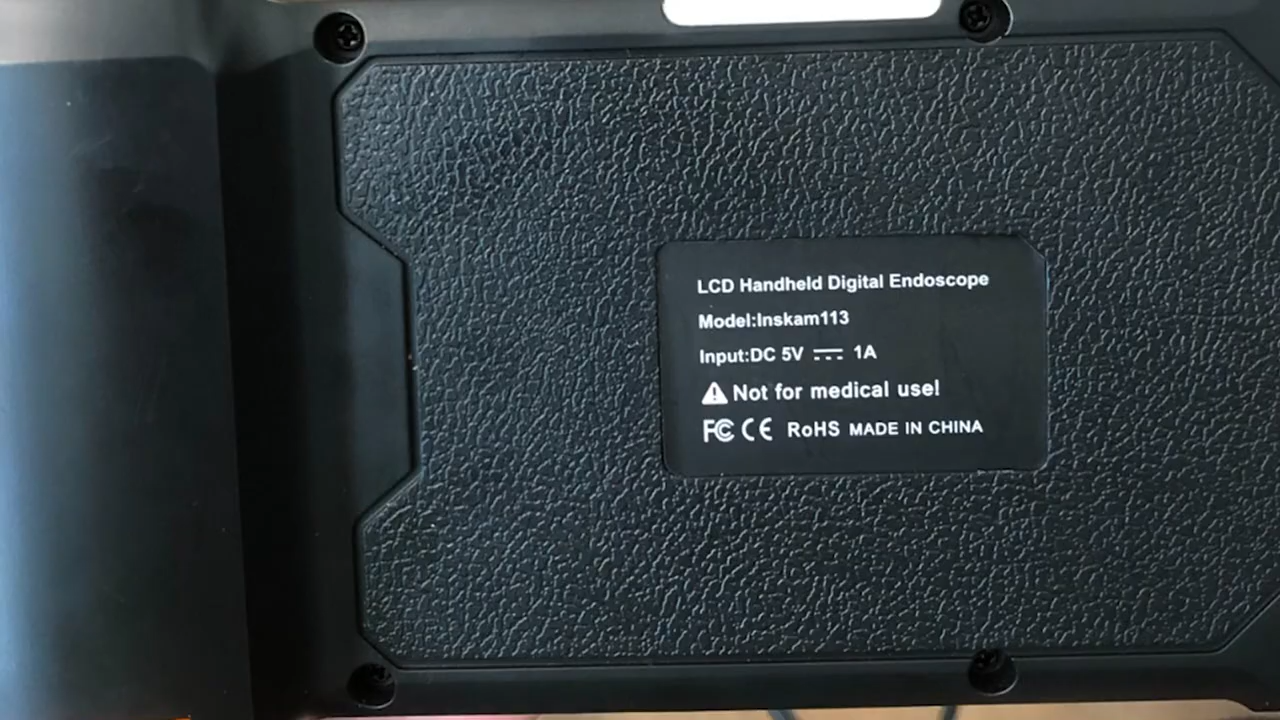 LCD Handheld Digital Endoscope
Model:Inskam113
Input:DC 5V ⎓ 1A
⚠ Not for medical use!
FC CE RoHS MADE IN CHINA